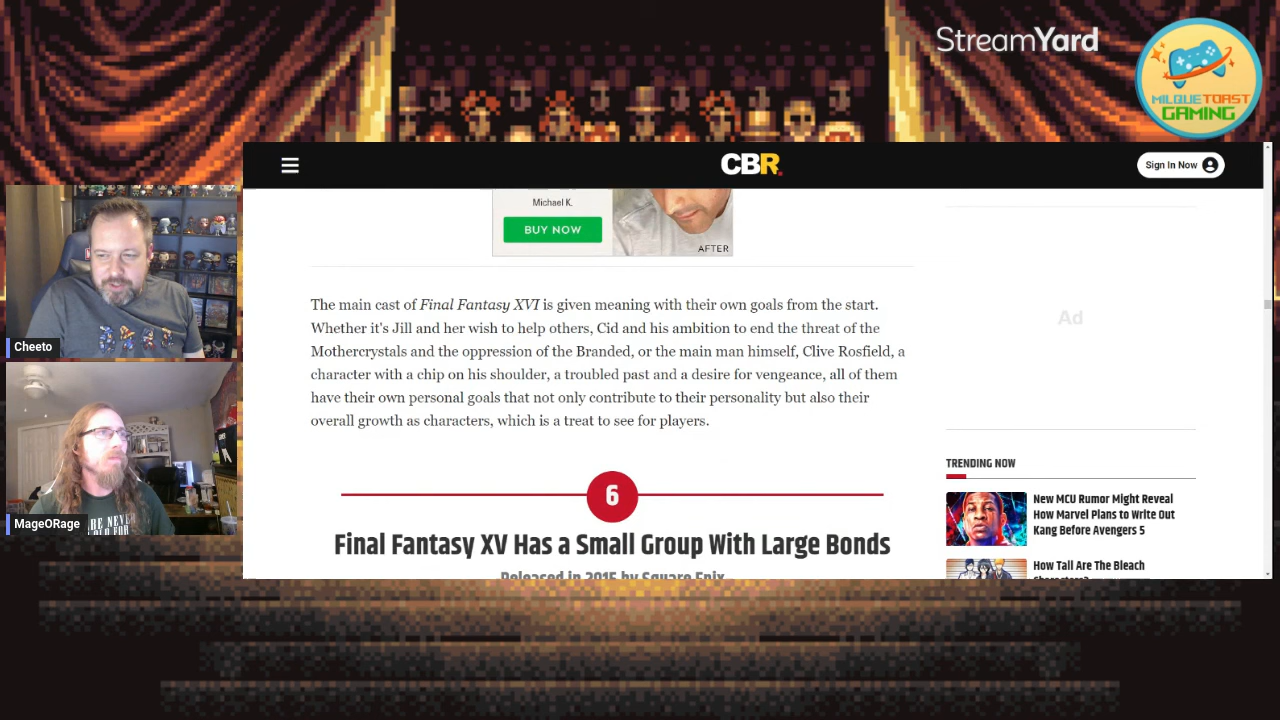 StreamYard
MILQUETOAST
GAMING
CBR.
Sign In Now
Michael K.
BUY NOW
AFTER
The main cast of Final Fantasy XVI is given meaning with their own goals from the start.
Whether it's Jill and her wish to help others, Cid and his ambition to end the threat of the
Mothercrystals and the oppression of the Branded, or the main man himself, Clive Rosfield, a
character with a chip on his shoulder, a troubled past and a desire for vengeance, all of them
have their own personal goals that not only contribute to their personality but also their
overall growth as characters, which is a treat to see for players.
6
Final Fantasy XV Has a Small Group With Large Bonds
Released in 2015 by Square Enix
Ad
TRENDING NOW
New MCU Rumor Might Reveal
How Marvel Plans to Write Out
Kang Before Avengers 5
How Tall Are The Bleach
Characters?
Cheeto
MageORage